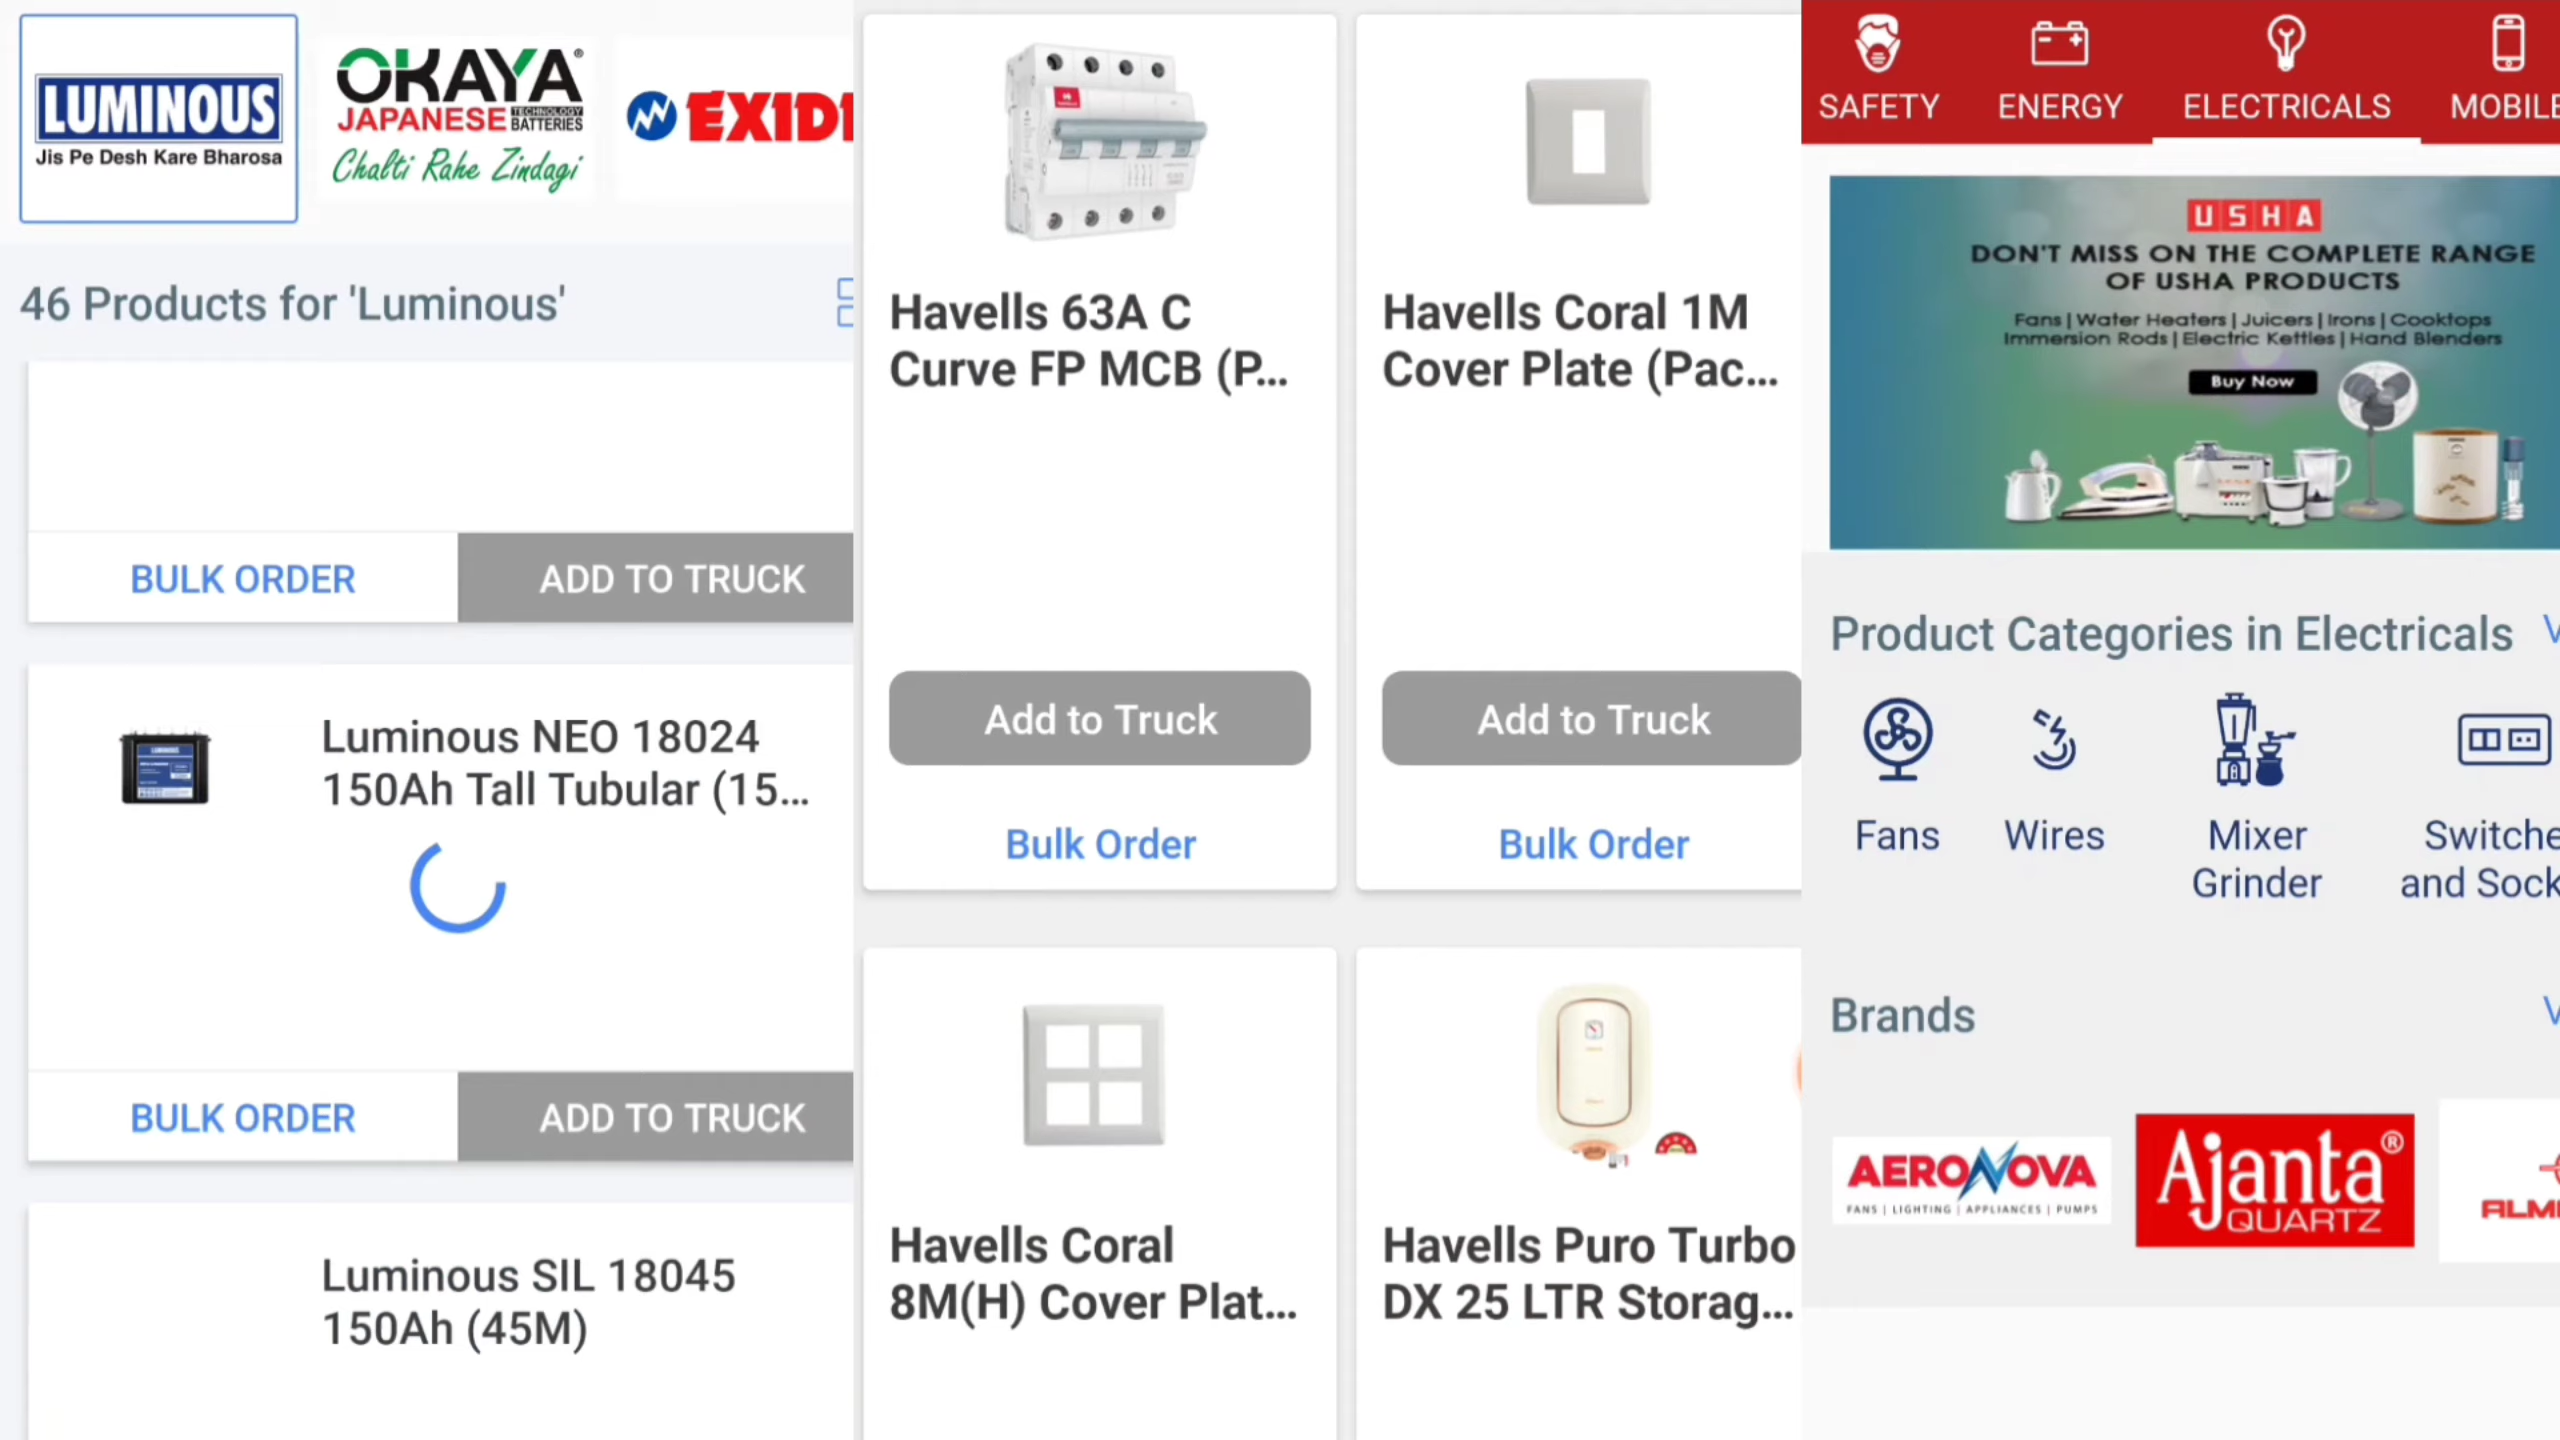 LUMINOUS
Jis Pe Desh Kare Bharosa
OKAYA®
JAPANESE TECHNOLOGY BATTERIES
Chalti Rahe Zindagi
EXID
46 Products for 'Luminous'
BULK ORDER
ADD TO TRUCK
Luminous NEO 18024
150Ah Tall Tubular (15...
BULK ORDER
ADD TO TRUCK
Luminous SIL 18045
150Ah (45M)
Havells 63A C
Curve FP MCB (P...
Add to Truck
Bulk Order
Havells Coral 1M
Cover Plate (Pac...
Add to Truck
Bulk Order
Havells Coral
8M(H) Cover Plat...
Havells Puro Turbo
DX 25 LTR Storag...
SAFETY
ENERGY
ELECTRICALS
MOBILE
USHA
DON'T MISS ON THE COMPLETE RANGE
OF USHA PRODUCTS
Fans | Water Heaters | Juicers | Irons | Cooktops
Immersion Rods | Electric Kettles | Hand Blenders
Buy Now
Product Categories in Electricals
V
Fans
Wires
Mixer
Grinder
Switche
and Sock
Brands
V
AERONOVA
FANS | LIGHTING | APPLIANCES | PUMPS
Ajanta®
QUARTZ
ALM